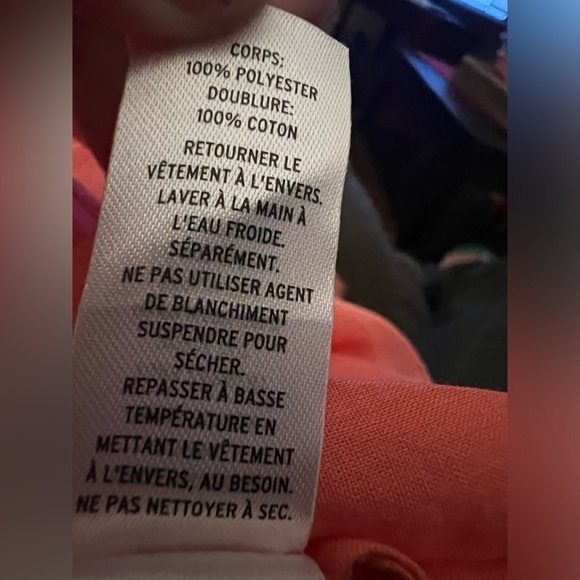 CORPS:
100% POLYESTER
DOUBLURE:
100% COTON
RETOURNER LE
VÊTEMENT À L'ENVERS.
LAVER À LA MAIN À
L'EAU FROIDE.
SÉPARÉMENT.
NE PAS UTILISER AGENT
DE BLANCHIMENT
SUSPENDRE POUR
SÉCHER.
REPASSER À BASSE
TEMPÉRATURE EN
METTANT LE VÊTEMENT
À L'ENVERS, AU BESOIN.
NE PAS NETTOYER À SEC.